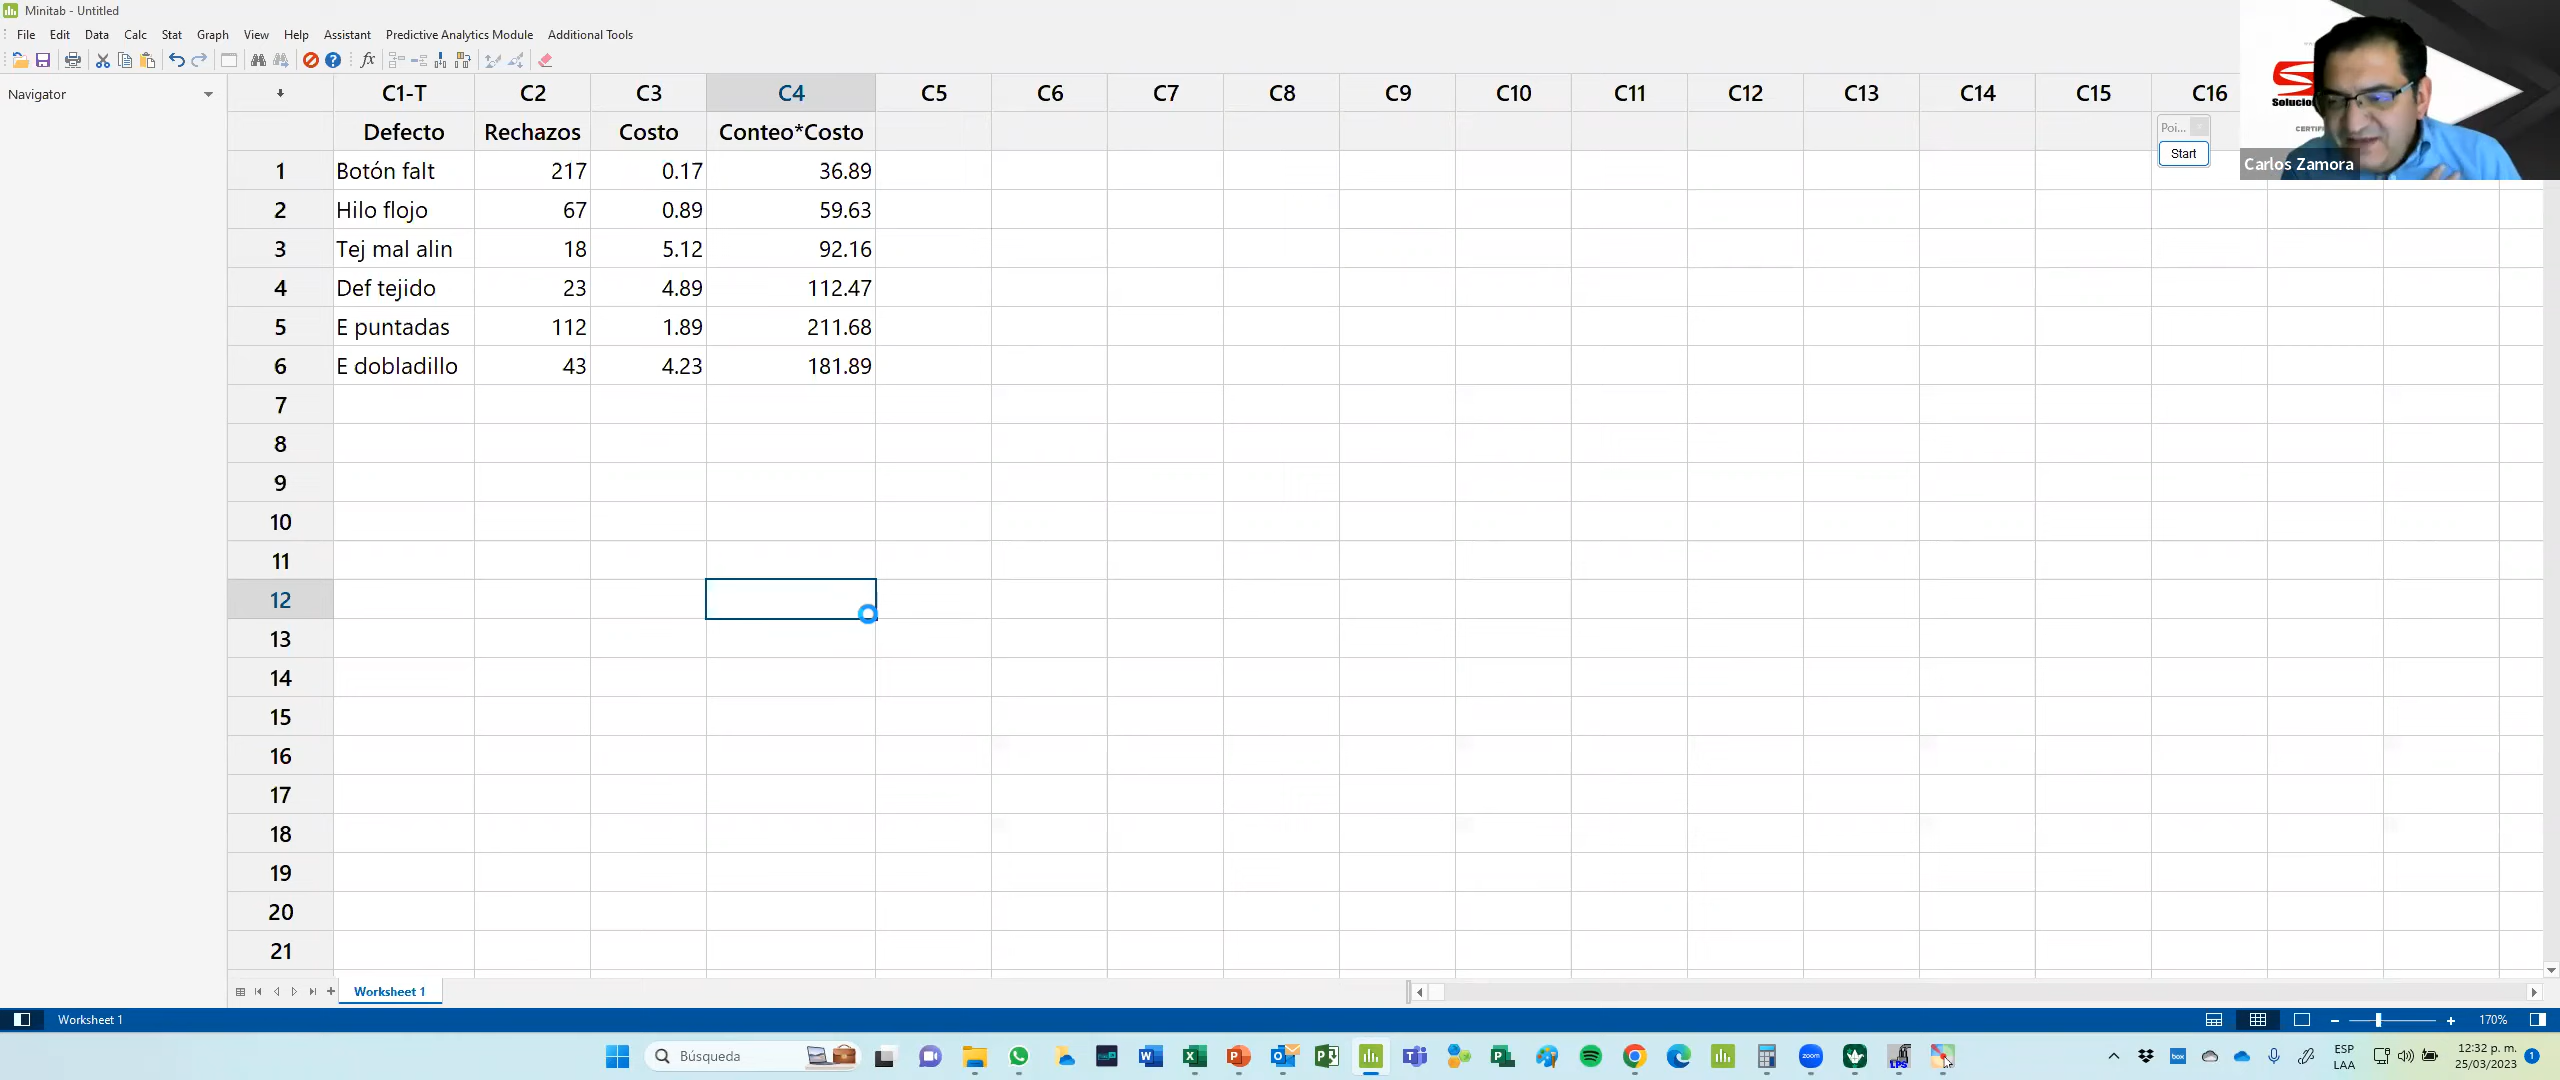 Minitab - Untitled
File Edit Data Calc Stat Graph View Help Assistant Predictive Analytics Module Additional Tools
Navigator
C1-T C2 C3 C4 C5 C6 C7 C8 C9 C10 C11 C12 C13 C14 C15 C16
Defecto Rechazos Costo Conteo*Costo
1 Botón falt 217 0.17 36.89
2 Hilo flojo 67 0.89 59.63
3 Tej mal alin 18 5.12 92.16
4 Def tejido 23 4.89 112.47
5 E puntadas 112 1.89 211.68
6 E dobladillo 43 4.23 181.89
7
8
9
10
11
12
13
14
15
16
17
18
19
20
21
Poi...
Start
Carlos Zamora
Worksheet 1
Worksheet 1
170%
Búsqueda
zoom
LPS
box
ESP
LAA
12:32 p. m.
25/03/2023
1